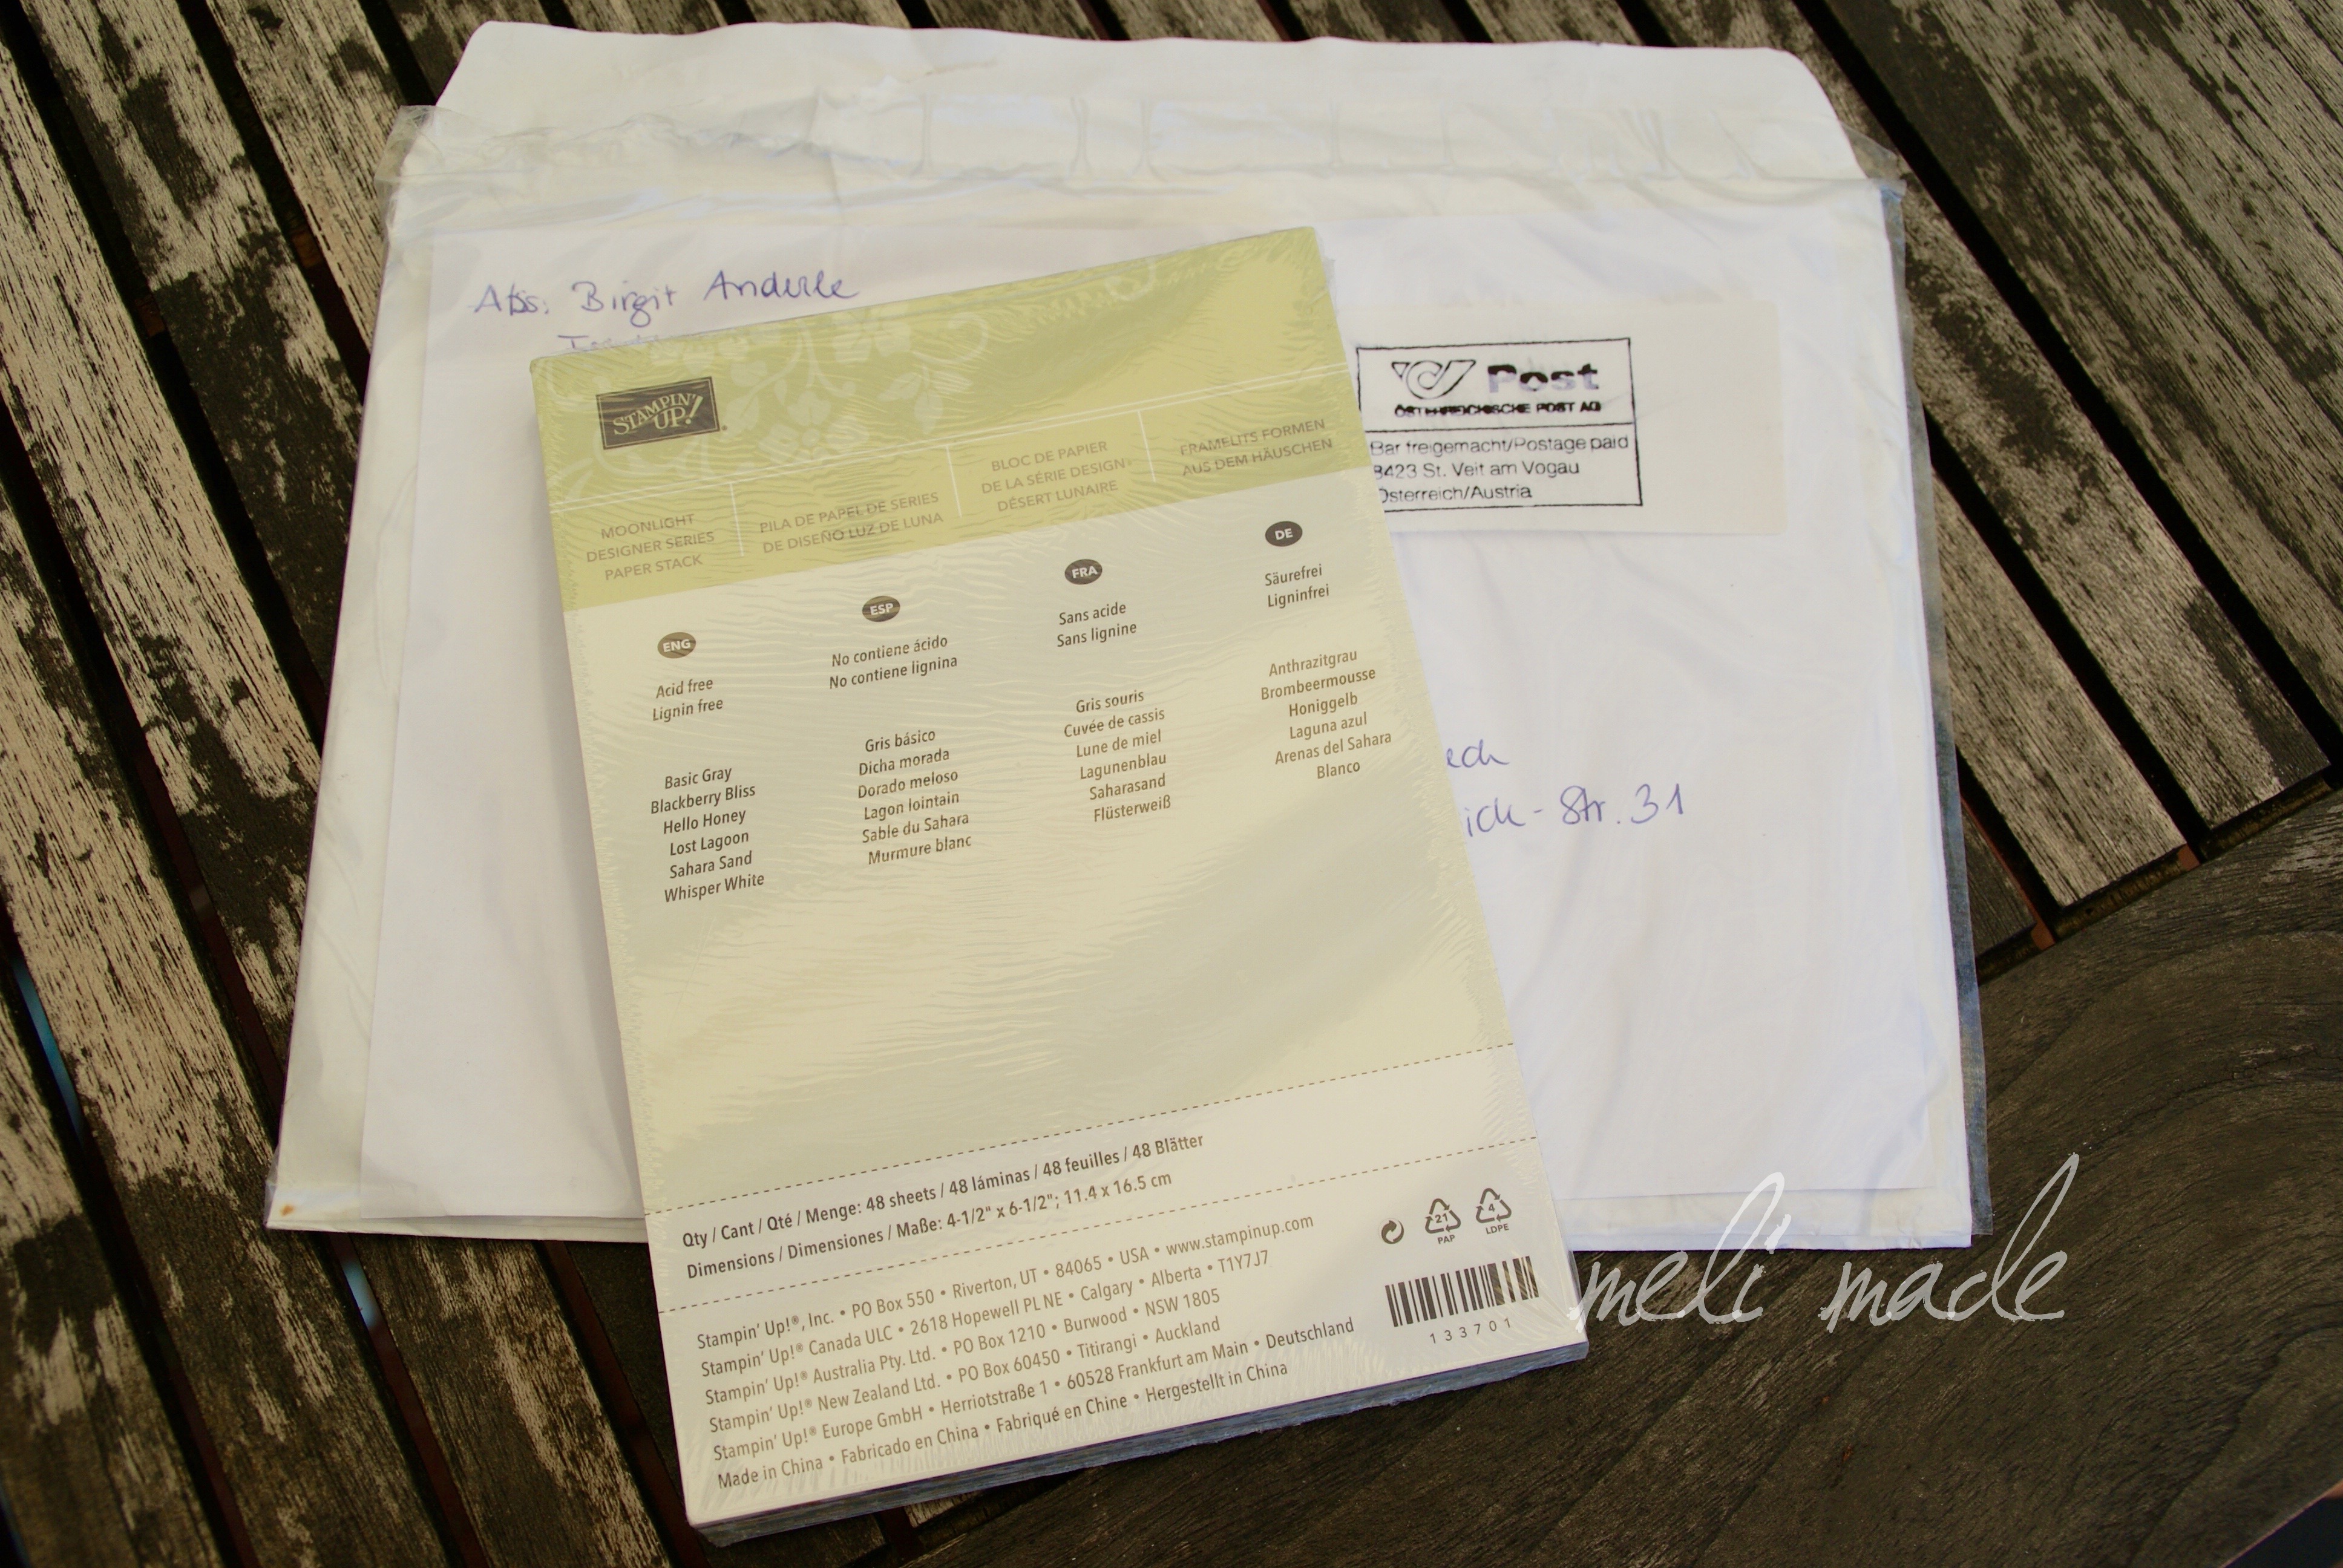 Abs: Birgit Anderle
STAMPIN'
UP!
MOONLIGHT
DESIGNER SERIES
PAPER STACK
PILA DE PAPEL DE SERIES
DE DISEÑO LUZ DE LUNA
BLOC DE PAPIER
DE LA SÉRIE DESIGN
DÉSERT LUNAIRE
FRAMELITS FORMEN
AUS DEM HÄUSCHEN
Post
ÖSTERREICHISCHE POST AG
Bar freigemacht/Postage paid
8423 St. Veit am Vogau
Österreich/Austria
ENG
Acid free
Lignin free
Basic Gray
Blackberry Bliss
Hello Honey
Lost Lagoon
Sahara Sand
Whisper White
ESP
No contiene ácido
No contiene lignina
Gris básico
Dicha morada
Dorado meloso
Lagon lointain
Sable du Sahara
Murmure blanc
FRA
Sans acide
Sans lignine
Gris souris
Cuvée de cassis
Lune de miel
Lagunenblau
Saharasand
Flüsterweiß
DE
Säurefrei
Ligninfrei
Anthrazitgrau
Brombeermousse
Honiggelb
Laguna azul
Arenas del Sahara
Blanco
ech
ick-Str. 31
Qty / Cant / Qté / Menge: 48 sheets / 48 láminas / 48 feuilles / 48 Blätter
Dimensions / Dimensiones / Maße: 4-1/2" x 6-1/2"; 11.4 x 16.5 cm
Stampin' Up!®, Inc. • PO Box 550 • Riverton, UT • 84065 • USA • www.stampinup.com
Stampin' Up!® Canada ULC • 2618 Hopewell PL NE • Calgary • Alberta • T1Y7J7
Stampin' Up!® Australia Pty. Ltd. • PO Box 1210 • Burwood • NSW 1805
Stampin' Up!® New Zealand Ltd. • PO Box 60450 • Titirangi • Auckland
Stampin' Up!® Europe GmbH • Herriotstraße 1 • 60528 Frankfurt am Main • Deutschland
Made in China • Fabricado en China • Fabriqué en Chine • Hergestellt in China
21
PAP
4
LDPE
133701
meli made